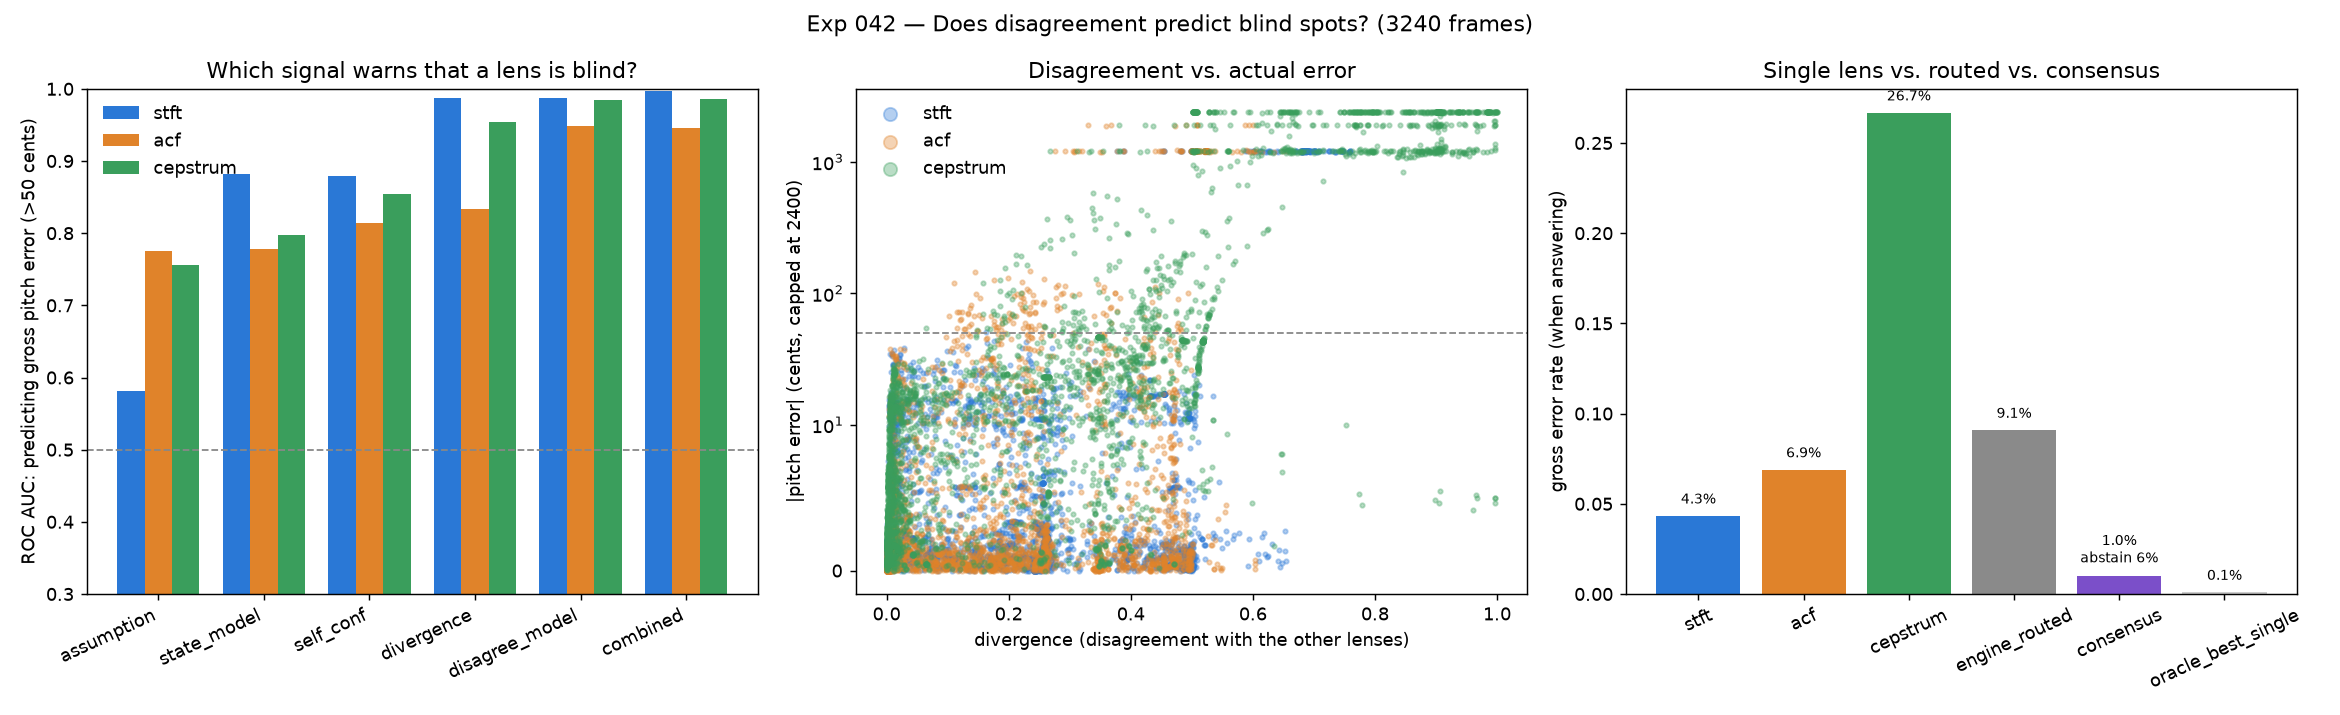 Exp 042 — Does disagreement predict blind spots? (3240 frames)
Which signal warns that a lens is blind?
ROC AUC: predicting gross pitch error (>50 cents)
1.0
0.9
0.8
0.7
0.6
0.5
0.4
0.3
stft
acf
cepstrum
assumption
state_model
self_conf
divergence
disagree_model
combined
Disagreement vs. actual error
|pitch error| (cents, capped at 2400)
10³
10²
10¹
0
stft
acf
cepstrum
0.0
0.2
0.4
0.6
0.8
1.0
divergence (disagreement with the other lenses)
Single lens vs. routed vs. consensus
gross error rate (when answering)
0.25
0.20
0.15
0.10
0.05
0.00
4.3%
6.9%
26.7%
9.1%
1.0%
abstain 6%
0.1%
stft
acf
cepstrum
engine_routed
consensus
oracle_best_single